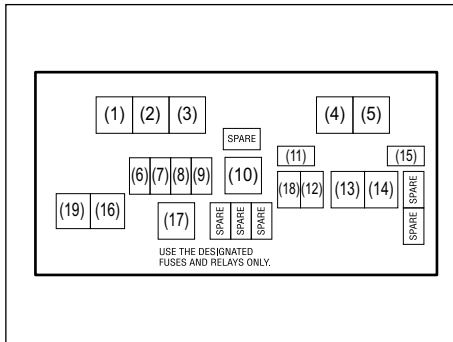 (1) (2) (3) (4) (5)
SPARE
(11) (15)
(6) (7) (8) (9) (10) (18) (12) (13) (14) SPARE
(19) (16) (17) SPARE SPARE SPARE SPARE
USE THE DESIGNATED
FUSES AND RELAYS ONLY.